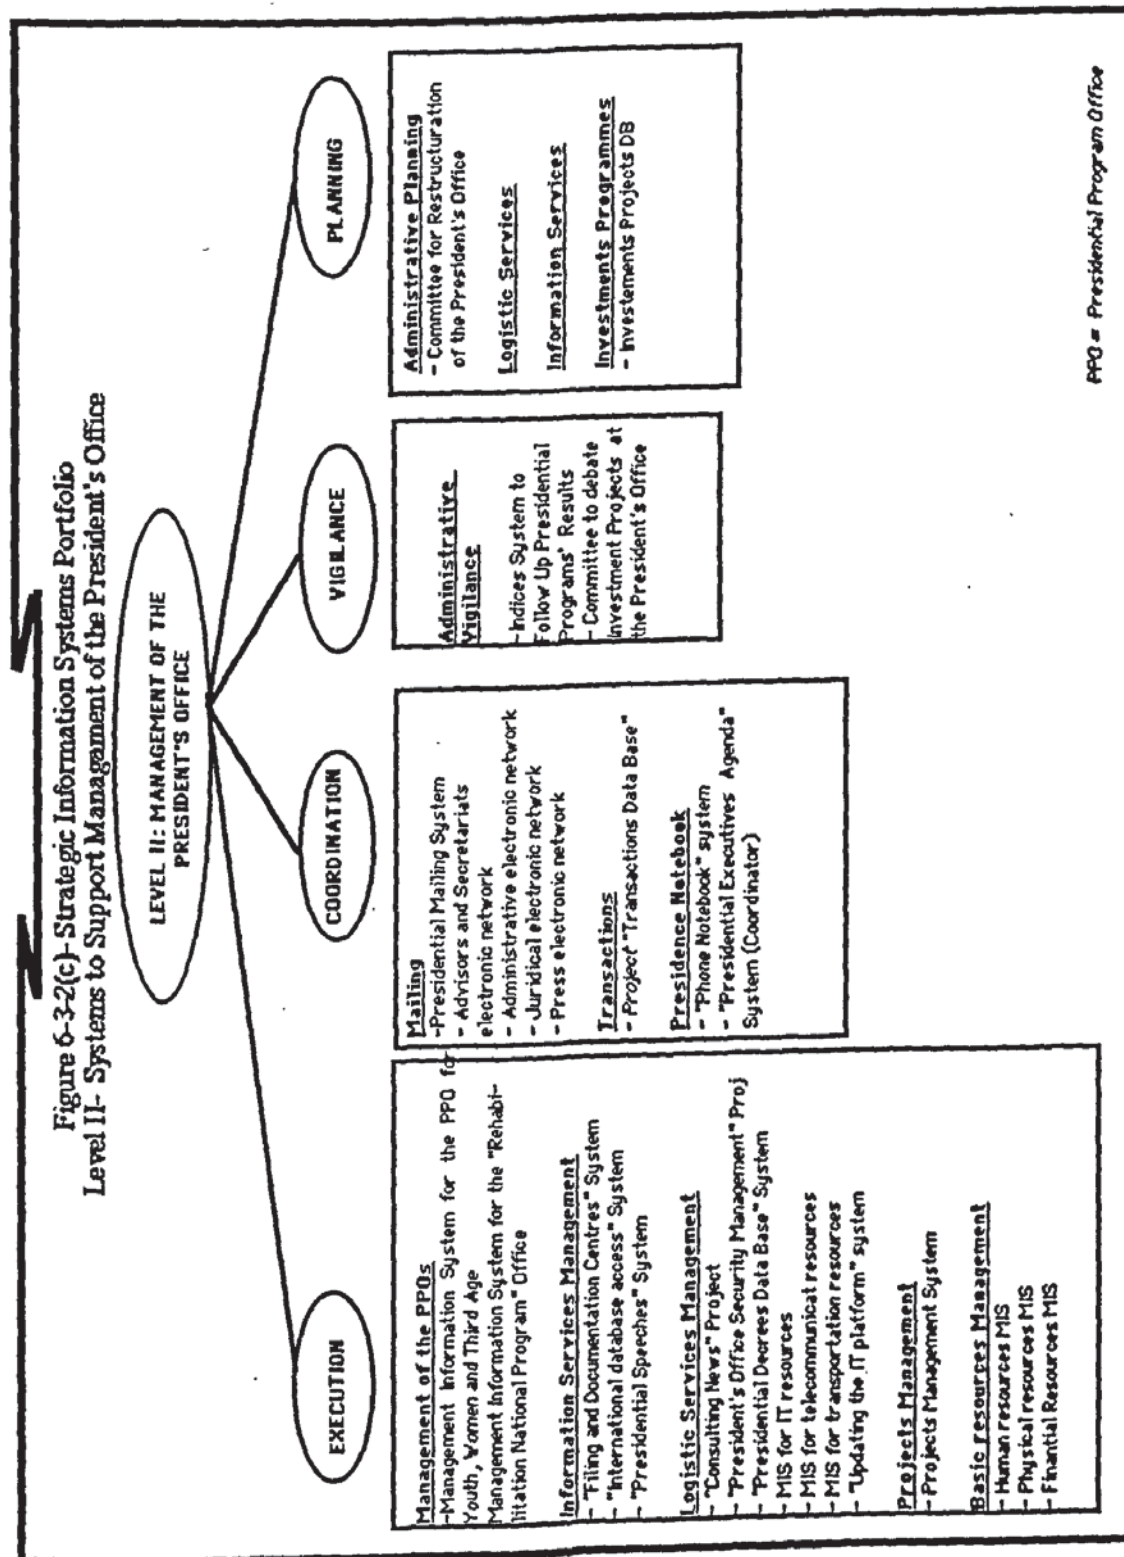 Figure 6-3-2(c)- Strategic Information Systems Portfolio
Level II- Systems to Support Managament of the President's Office
LEVEL II: MANAGEMENT OF THE
PRESIDENT'S OFFICE
EXECUTION
COORDINATION
VIGILANCE
PLANNING
Management of the PPOs
-Management Information System for the PPO for
Youth, Women and Third Age
Management Information System for the "Rehabi-
litation National Program" Office
Information Services Management
- "Filing and Documentation Centres" System
- "International database access" System
- "Presidential Speeches" System
Logistic Services Management
- "Consulting News" Project
- "President's Office Security Management" Proj
- "Presidential Decrees Data Base" System
- MIS for IT resources
- MIS for telecommunicat resources
- MIS for transportation resources
- "Updating the IT platform" system
Projects Management
- Projects Management System
Basic resources Management
- Human resources MIS
- Physical resources MIS
- Finantial Resources MIS
Mailing
-Presidential Mailing System
- Advisors and Secretariats
electronic network
- Administrative electronic network
- Juridical electronic network
- Press electronic network
Transactions
- Project "Transactions Data Base"
Presidence Notebook
- "Phone Notebook" system
- "Presidential Executives Agenda"
System (Coordinator)
Administrative
Vigilance
-Indices System to
Follow Up Presidential
Programs' Results
- Committee to debate
Investment Projects at
the President's Office
Administrative Planning
- Committee for Restructuration
of the President's Office
Logistic Services
Information Services
Investments Programmes
- Investements Projects DB
PPO = Presidential Program Office